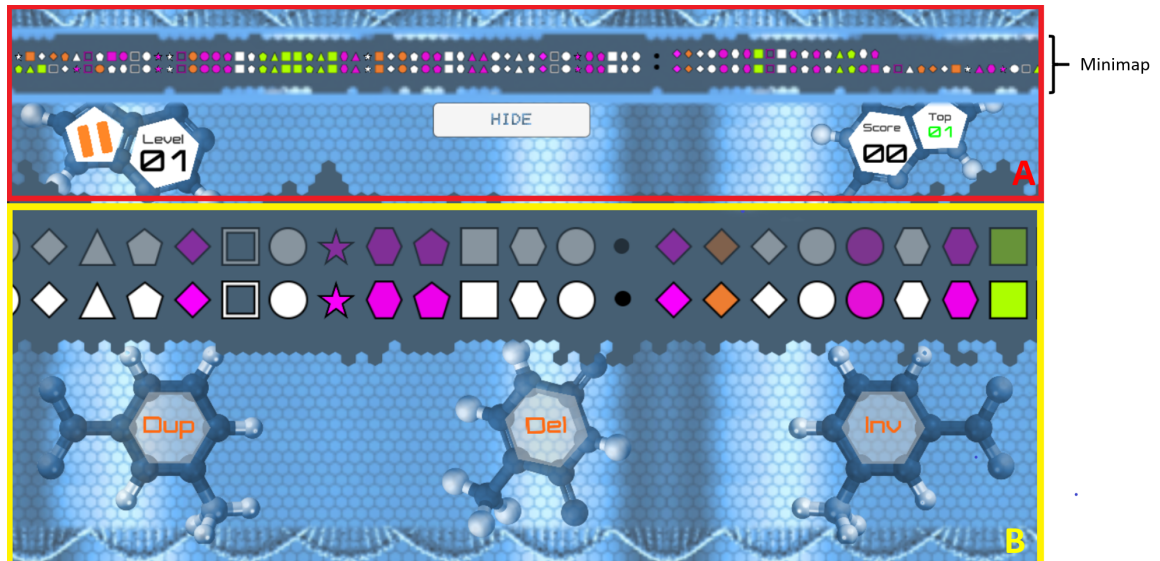 Minimap
Level
01
HIDE
Score
00
Top
01
A
Dup
Del
Inv
B